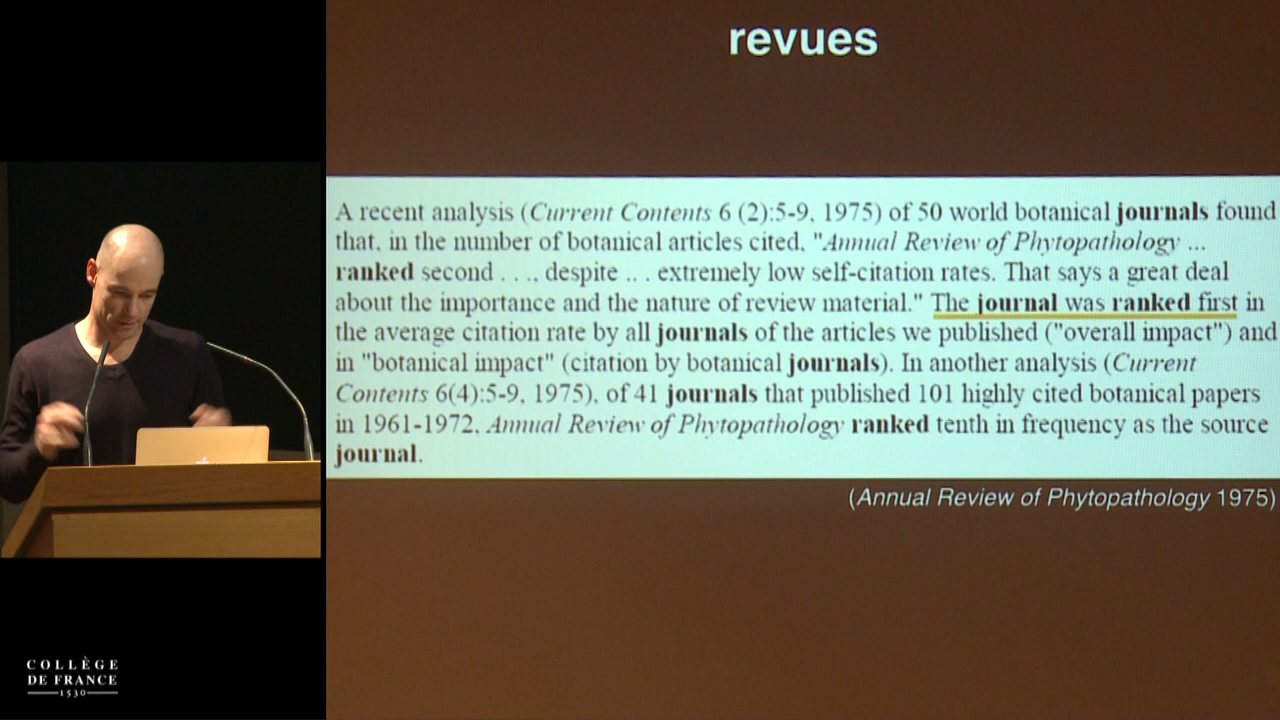 revues
A recent analysis (Current Contents 6 (2):5-9, 1975) of 50 world botanical journals found
that, in the number of botanical articles cited, "Annual Review of Phytopathology ...
ranked second . . .. despite .. . extremely low self-citation rates. That says a great deal
about the importance and the nature of review material." The journal was ranked first in
the average citation rate by all journals of the articles we published ("overall impact") and
in "botanical impact" (citation by botanical journals). In another analysis (Current
Contents 6(4):5-9, 1975), of 41 journals that published 101 highly cited botanical papers
in 1961-1972, Annual Review of Phytopathology ranked tenth in frequency as the source
journal.
(Annual Review of Phytopathology 1975)
COLLÈGE
DE FRANCE
1530